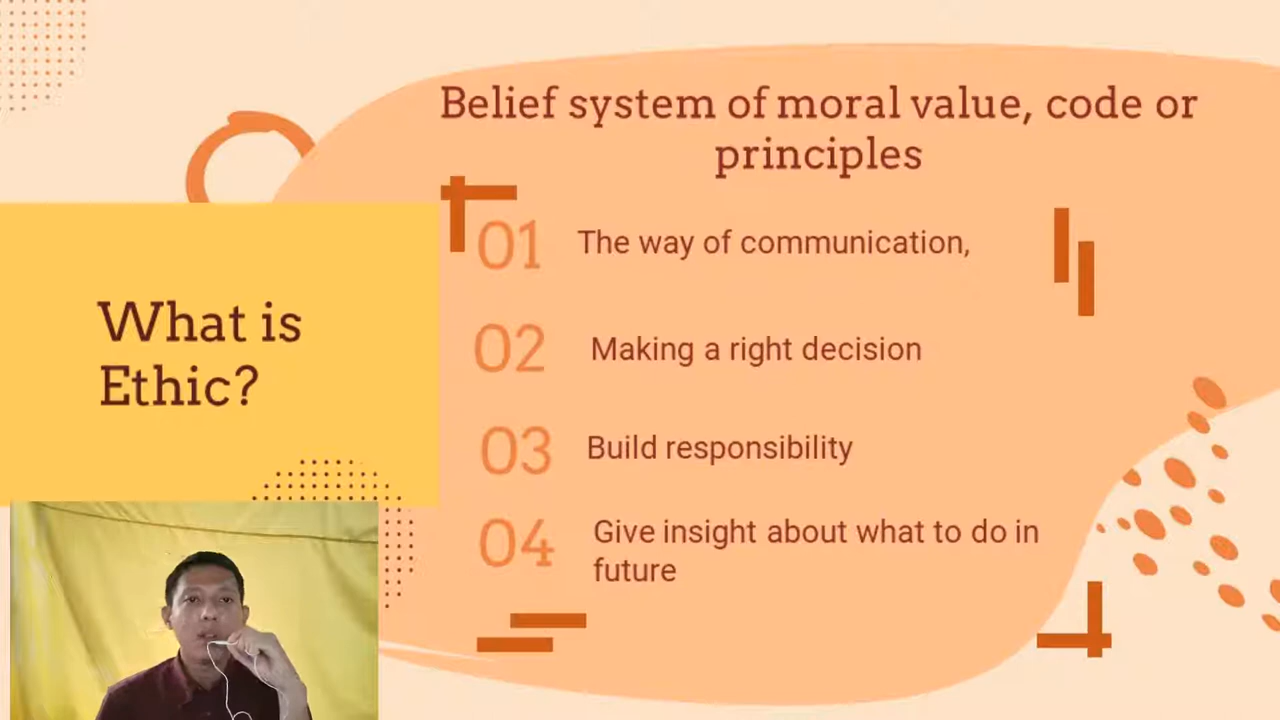 Belief system of moral value, code or
principles
What is
Ethic?
01 The way of communication,
02 Making a right decision
03 Build responsibility
04 Give insight about what to do in
future